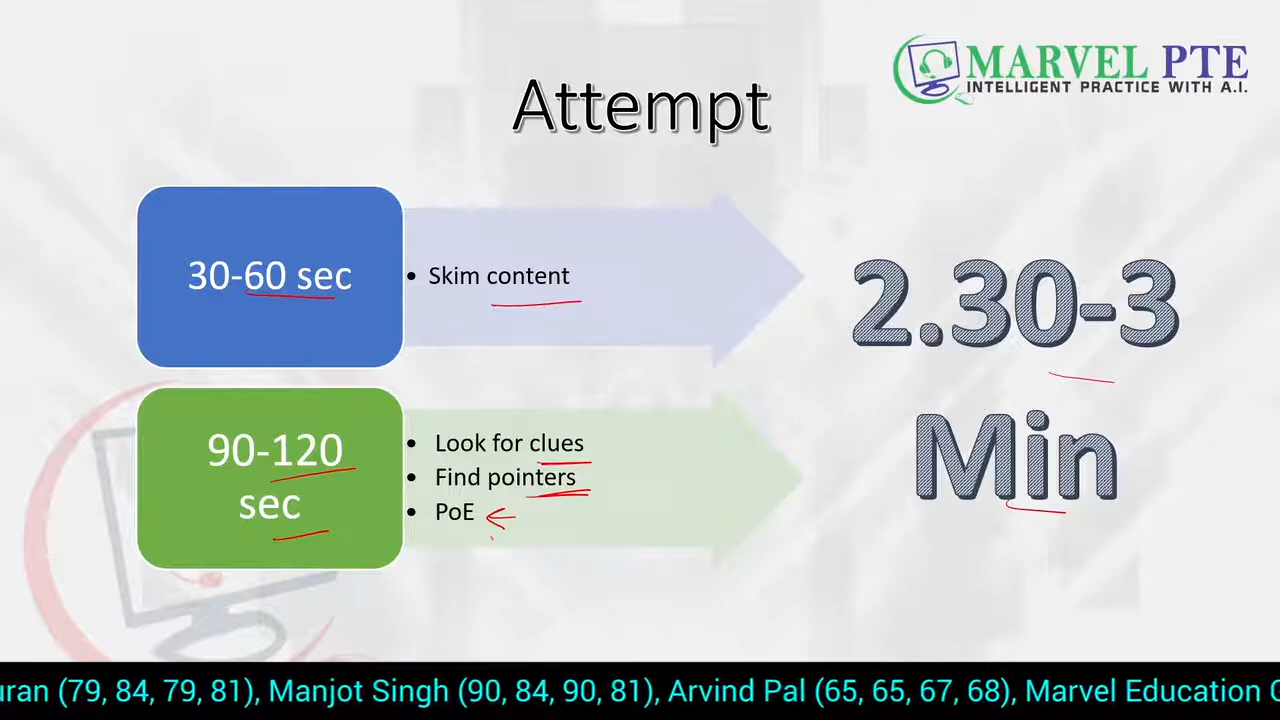 MARVEL PTE
INTELLIGENT PRACTICE WITH A.I.
Attempt
30-60 sec
• Skim content
90-120
sec
• Look for clues
• Find pointers
• PoE
2.30-3
Min
(79, 84, 79, 81), Manjot Singh (90, 84, 90, 81), Arvind Pal (65, 65, 67, 68), Marvel Education